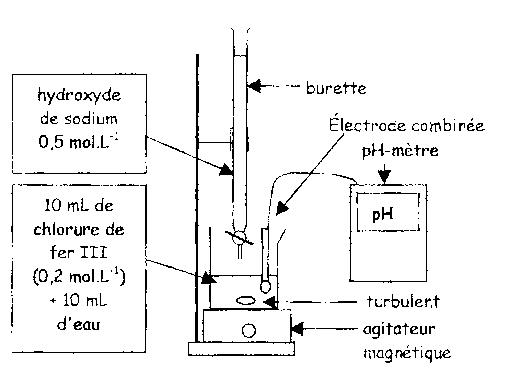 hydroxyde
de sodium
0,5 mol.L⁻¹
10 mL de
chlorure de
fer III
(0,2 mol.L⁻¹)
+ 10 mL
d'eau
burette
Électrode combinée
pH-mètre
pH
turbulent
agitateur
magnétique